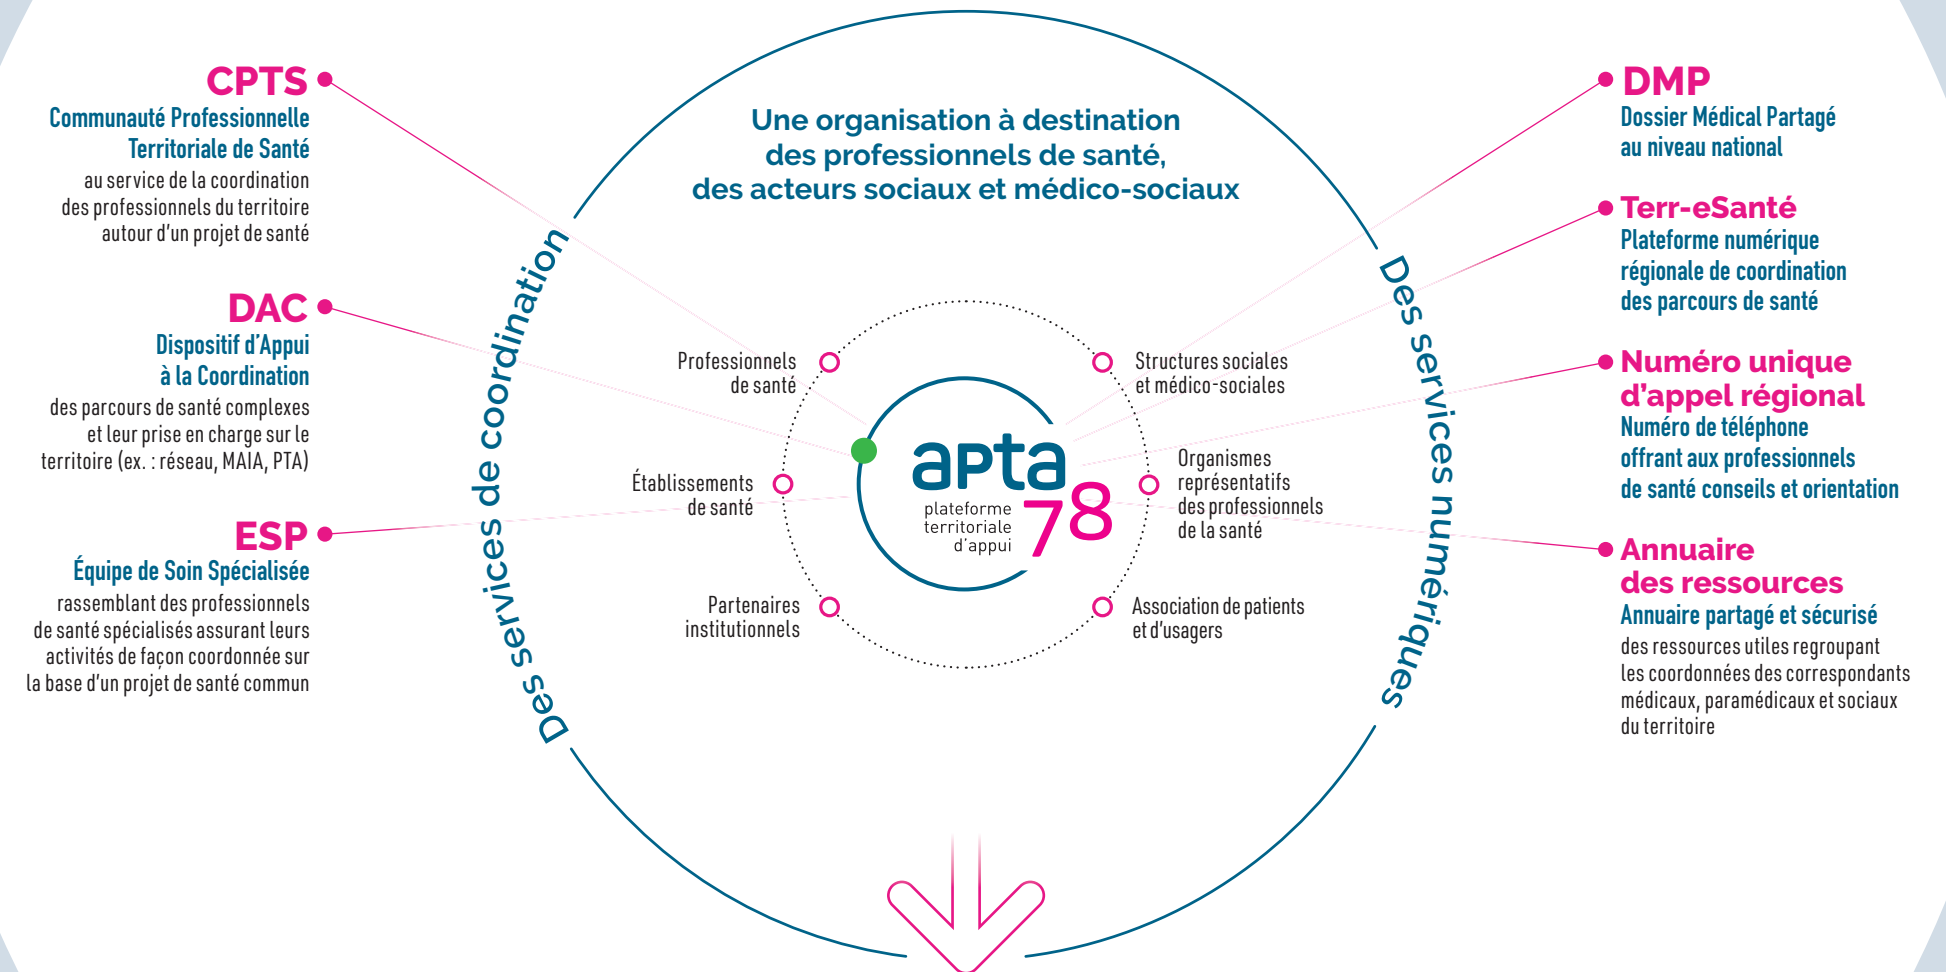 CPTS
Communauté Professionnelle
Territoriale de Santé
au service de la coordination
des professionnels du territoire
autour d'un projet de santé
DAC
Dispositif d'Appui
à la Coordination
des parcours de santé complexes
et leur prise en charge sur le
territoire (ex. : réseau, MAIA, PTA)
ESP
Équipe de Soin Spécialisée
rassemblant des professionnels
de santé spécialisés assurant leurs
activités de façon coordonnée sur
la base d'un projet de santé commun
Des services de coordination
Une organisation à destination
des professionnels de santé,
des acteurs sociaux et médico-sociaux
Professionnels
de santé
Établissements
de santé
Partenaires
institutionnels
apta
78
plateforme
territoriale
d'appui
Structures sociales
et médico-sociales
Organismes
représentatifs
des professionnels
de la santé
Association de patients
et d'usagers
Des services numériques
DMP
Dossier Médical Partagé
au niveau national
Terr-eSanté
Plateforme numérique
régionale de coordination
des parcours de santé
Numéro unique
d'appel régional
Numéro de téléphone
offrant aux professionnels
de santé conseils et orientation
Annuaire
des ressources
Annuaire partagé et sécurisé
des ressources utiles regroupant
les coordonnées des correspondants
médicaux, paramédicaux et sociaux
du territoire